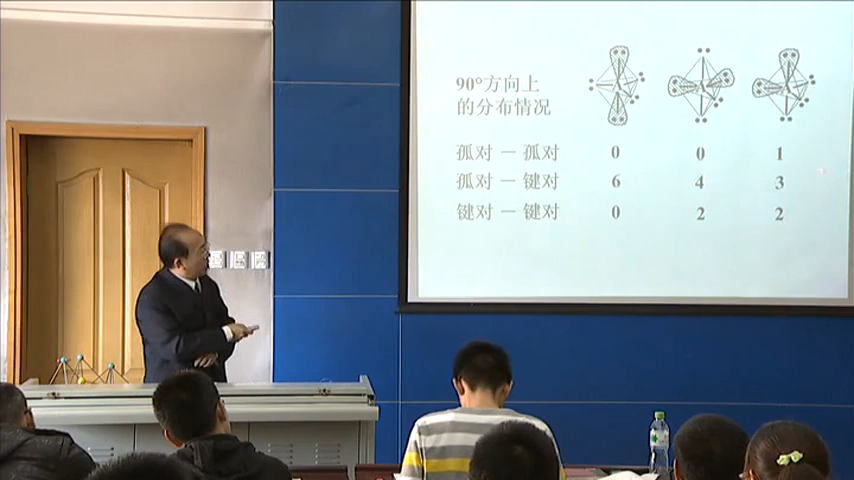 90°方向上
的分布情况
孤对 － 孤对 0 0 1
孤对 － 键对 6 4 3
键对 － 键对 0 2 2